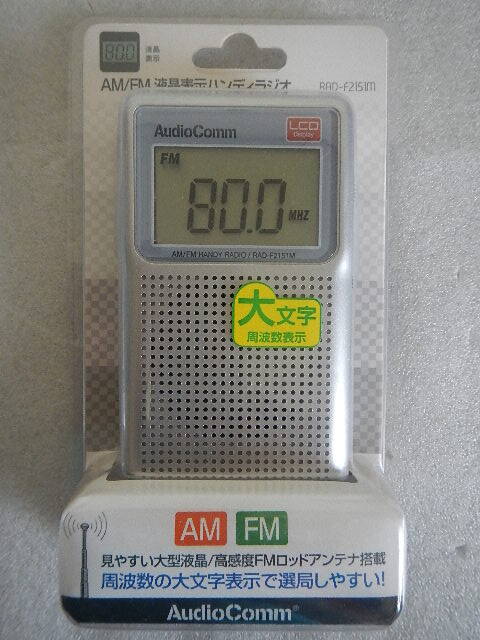 80.0
液晶
表示
AM/FM 液晶表示ハンディラジオ
RAD-F2151M
AudioComm
LCD
display
FM
80.0 MHZ
AM/FM HANDY RADIO / RAD-F2151M
大文字
周波数表示
AM FM
見やすい大型液晶/高感度FMロッドアンテナ搭載
周波数の大文字表示で選局しやすい!
AudioComm®